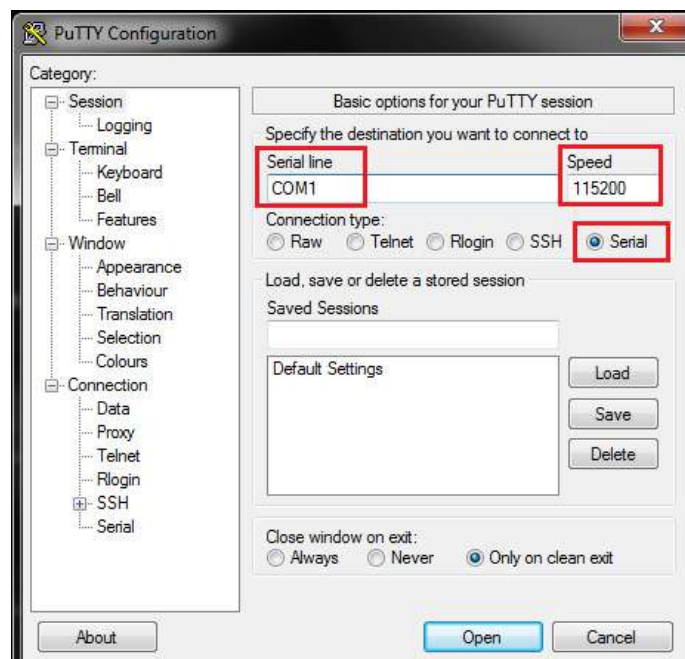 PuTTY Configuration
Category:
Session
Logging
Terminal
Keyboard
Bell
Features
Window
Appearance
Behaviour
Translation
Selection
Colours
Connection
Data
Proxy
Telnet
Rlogin
SSH
Serial
Basic options for your PuTTY session
Specify the destination you want to connect to
Serial line Speed
COM1 115200
Connection type:
Raw Telnet Rlogin SSH Serial
Load, save or delete a stored session
Saved Sessions
Default Settings
Load
Save
Delete
Close window on exit:
Always Never Only on clean exit
About Open Cancel